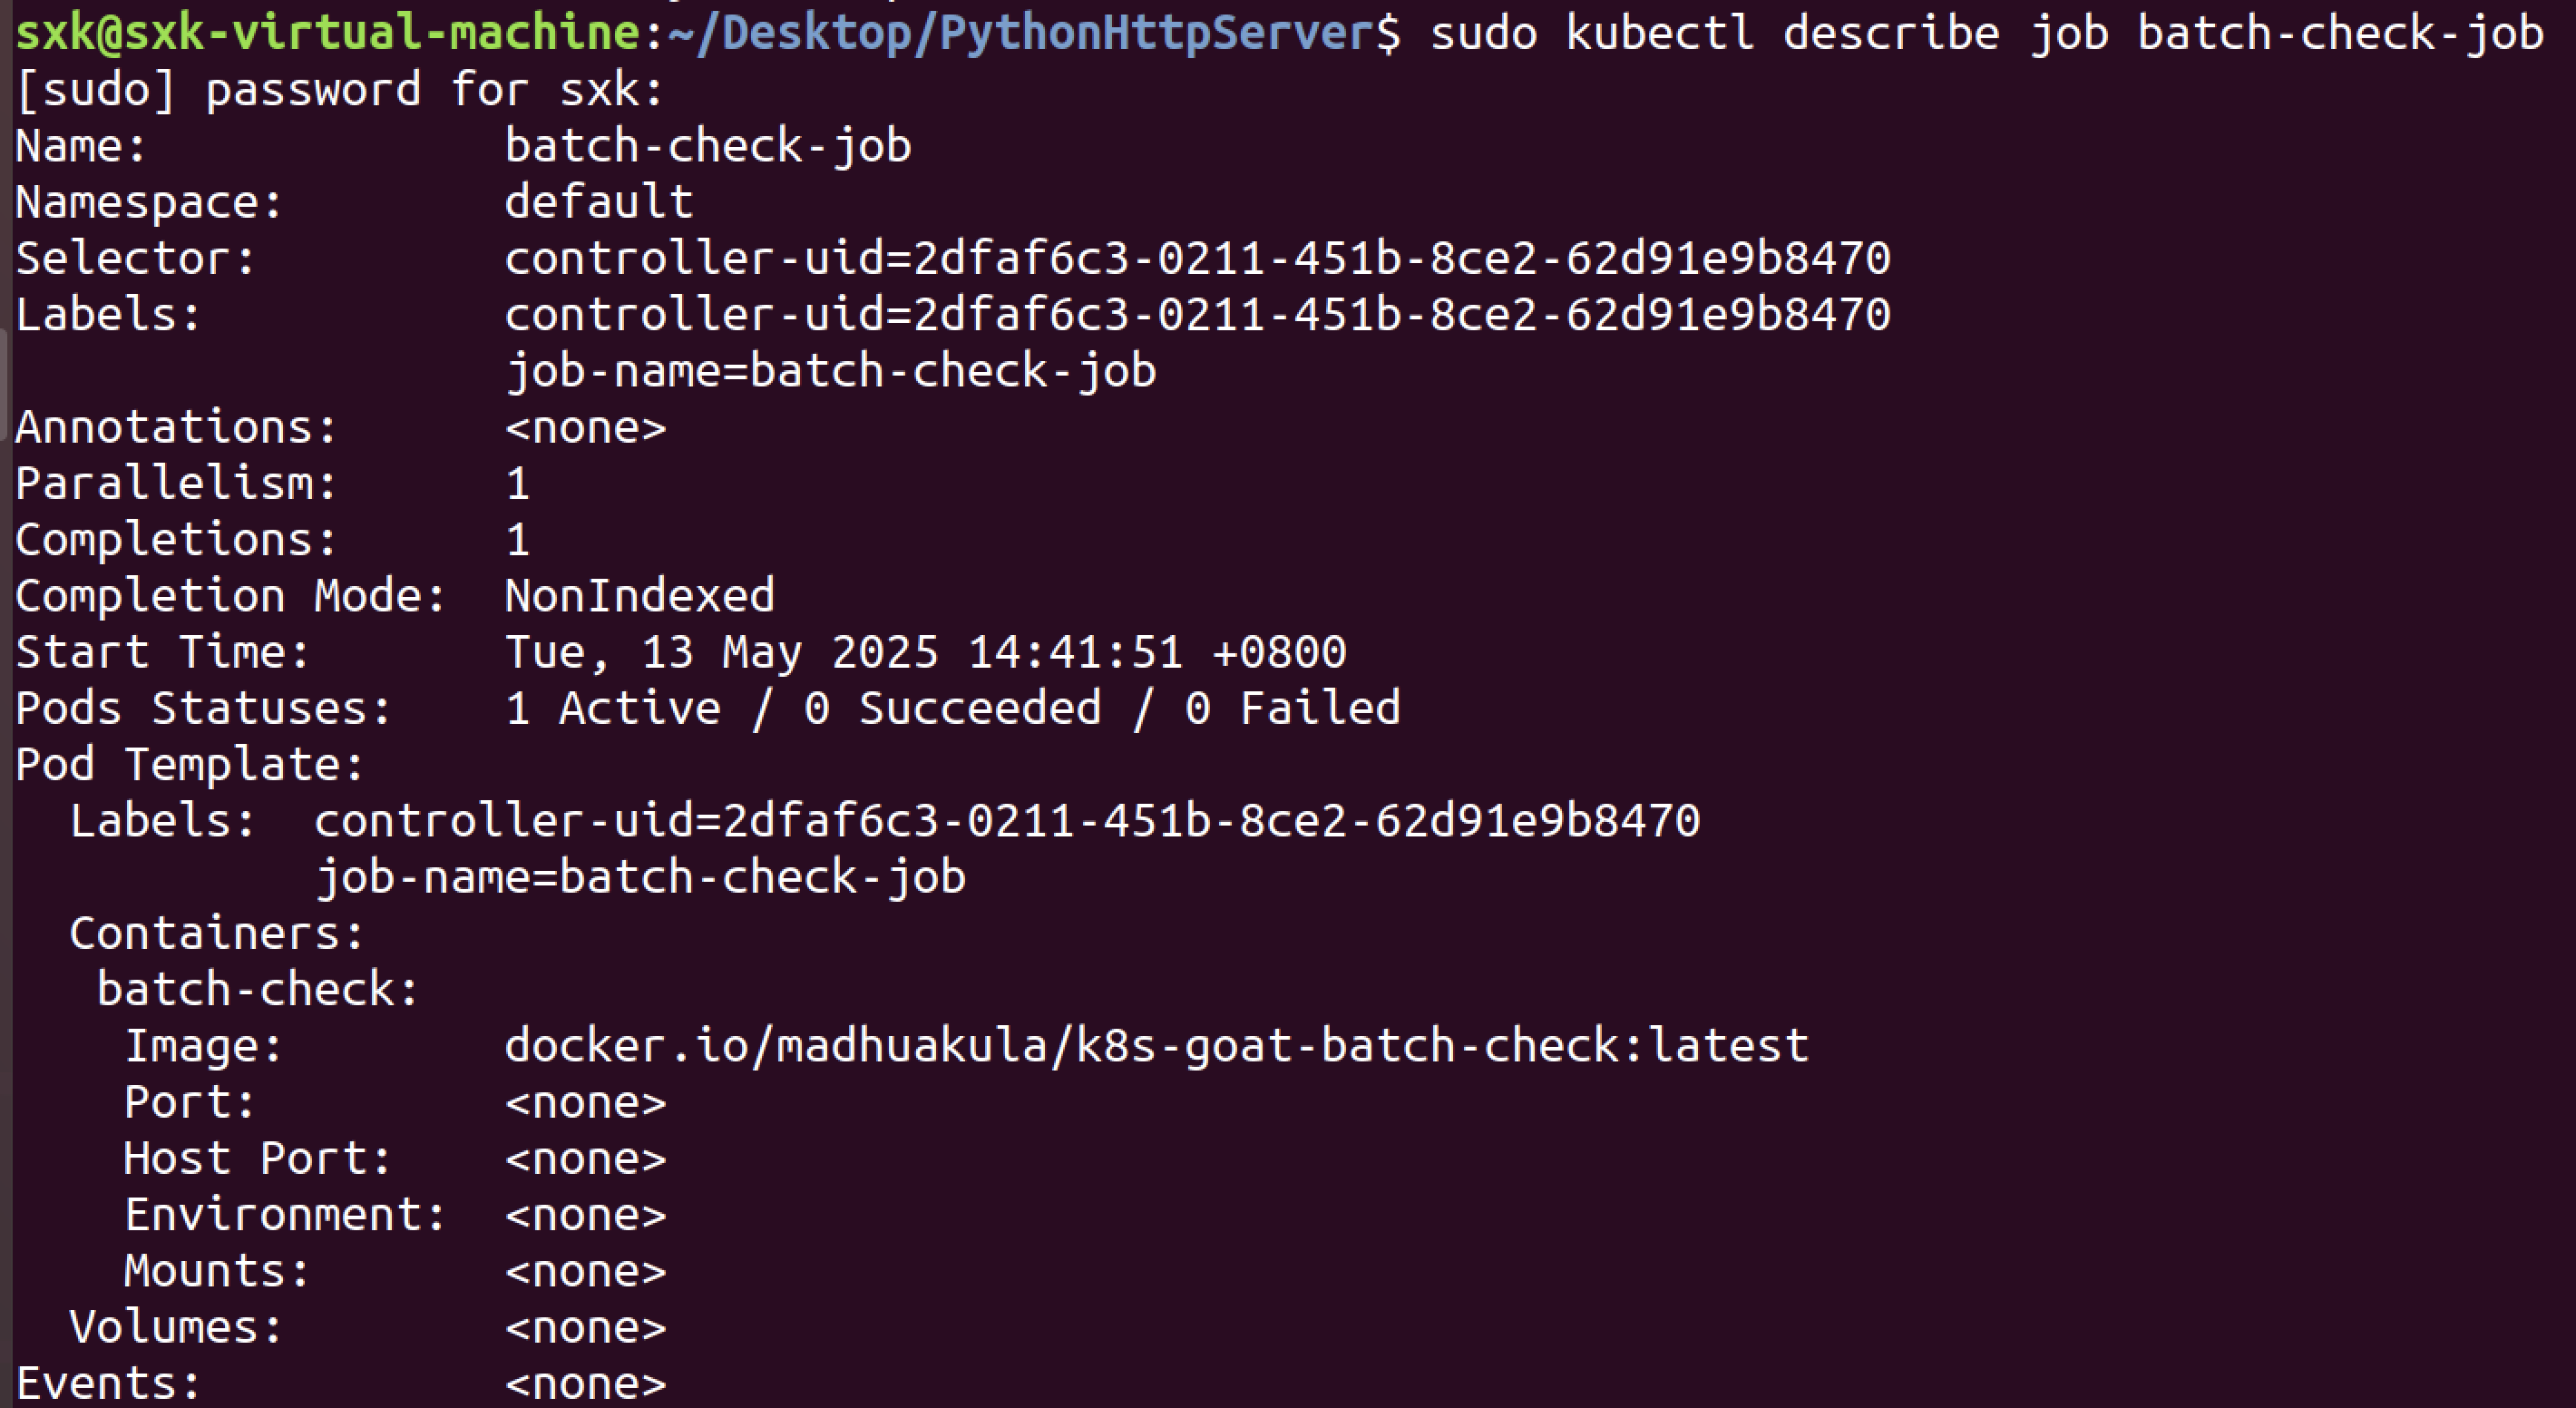 sxk@sxk-virtual-machine:~/Desktop/PythonHttpServer$ sudo kubectl describe job batch-check-job
[sudo] password for sxk:
Name:             batch-check-job
Namespace:        default
Selector:         controller-uid=2dfaf6c3-0211-451b-8ce2-62d91e9b8470
Labels:           controller-uid=2dfaf6c3-0211-451b-8ce2-62d91e9b8470
                  job-name=batch-check-job
Annotations:      <none>
Parallelism:      1
Completions:      1
Completion Mode:  NonIndexed
Start Time:       Tue, 13 May 2025 14:41:51 +0800
Pods Statuses:    1 Active / 0 Succeeded / 0 Failed
Pod Template:
  Labels:  controller-uid=2dfaf6c3-0211-451b-8ce2-62d91e9b8470
           job-name=batch-check-job
  Containers:
   batch-check:
    Image:        docker.io/madhuakula/k8s-goat-batch-check:latest
    Port:         <none>
    Host Port:    <none>
    Environment:  <none>
    Mounts:       <none>
  Volumes:        <none>
Events:           <none>